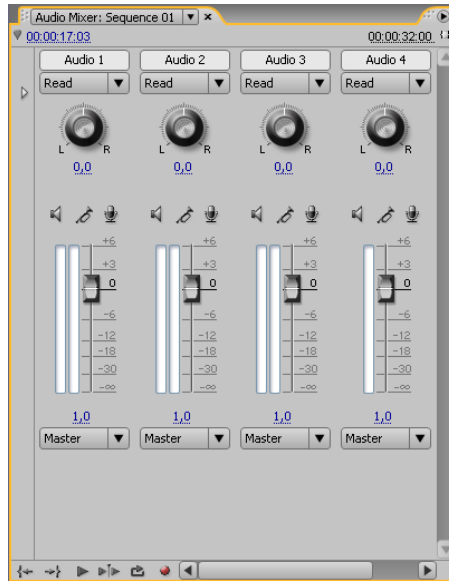 Audio Mixer: Sequence 01
00:00:17:03 00:00:32:00
Audio 1 Audio 2 Audio 3 Audio 4
Read Read Read Read
L R L R L R L R
0,0 0,0 0,0 0,0
+6 +6 +6 +6
+3 +3 +3 +3
0 0 0 0
-6 -6 -6 -6
-12 -12 -12 -12
-18 -18 -18 -18
-30 -30 -30 -30
-∞ -∞ -∞ -∞
1,0 1,0 1,0 1,0
Master Master Master Master